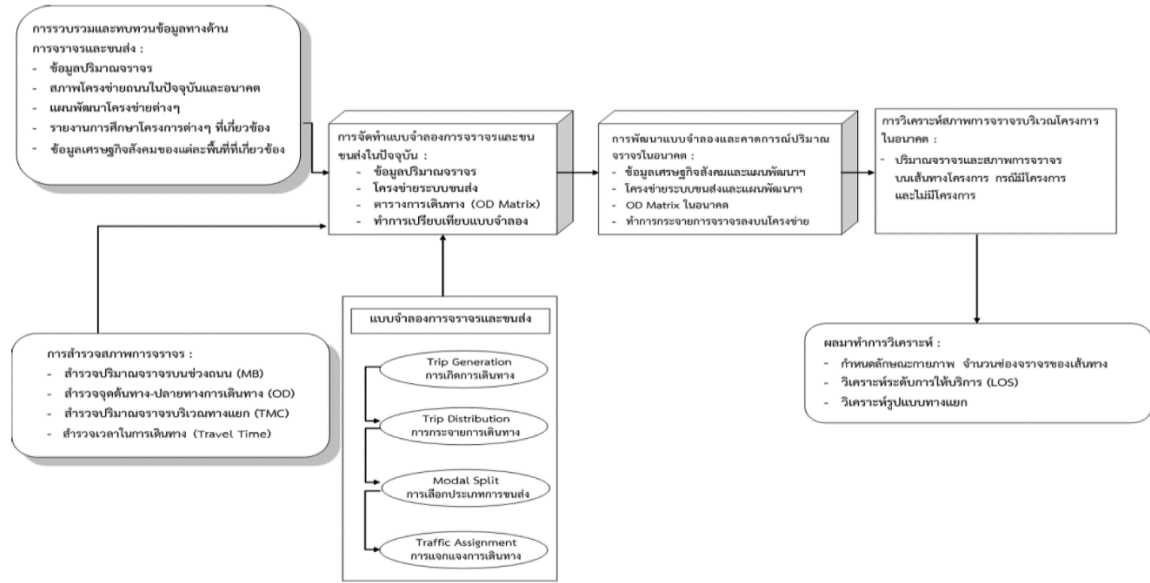 การรวบรวมและทบทวนข้อมูลทางด้าน
การจราจรและขนส่ง :
- ข้อมูลปริมาณจราจร
- สภาพโครงข่ายถนนในปัจจุบันและอนาคต
- แผนพัฒนาโครงข่ายต่างๆ
- รายงานการศึกษาโครงการต่างๆ ที่เกี่ยวข้อง
- ข้อมูลเศรษฐกิจสังคมของแต่ละพื้นที่ที่เกี่ยวข้อง
การจัดทำแบบจำลองการจราจรและขน
ขนส่งในปัจจุบัน :
- ข้อมูลปริมาณจราจร
- โครงข่ายระบบขนส่ง
- ตารางการเดินทาง (OD Matrix)
- ทำการเปรียบเทียบแบบจำลอง
การพัฒนาแบบจำลองและคาดการณ์ปริมาณ
จราจรในอนาคต :
- ข้อมูลเศรษฐกิจสังคมและแผนพัฒนาฯ
- โครงข่ายระบบขนส่งและแผนพัฒนาฯ
- OD Matrix ในอนาคต
- ทำการกระจายการจราจรลงบนโครงข่าย
การวิเคราะห์สภาพการจราจรบริเวณโครงการ
ในอนาคต :
- ปริมาณจราจรและสภาพการจราจร
บนเส้นทางโครงการ กรณีมีโครงการ
และไม่มีโครงการ
การสำรวจสภาพการจราจร :
- สำรวจปริมาณจราจรบนช่วงถนน (MB)
- สำรวจจุดต้นทาง-ปลายทางการเดินทาง (OD)
- สำรวจปริมาณจราจรบริเวณทางแยก (TMC)
- สำรวจเวลาในการเดินทาง (Travel Time)
แบบจำลองการจราจรและขนส่ง
Trip Generation
การเกิดการเดินทาง
Trip Distribution
การกระจายการเดินทาง
Modal Split
การเลือกประเภทการขนส่ง
Traffic Assignment
การแจกแจงการเดินทาง
ผลมาทำการวิเคราะห์ :
- กำหนดลักษณะกายภาพ จำนวนช่องจราจรของเส้นทาง
- วิเคราะห์ระดับการให้บริการ (LOS)
- วิเคราะห์รูปแบบทางแยก